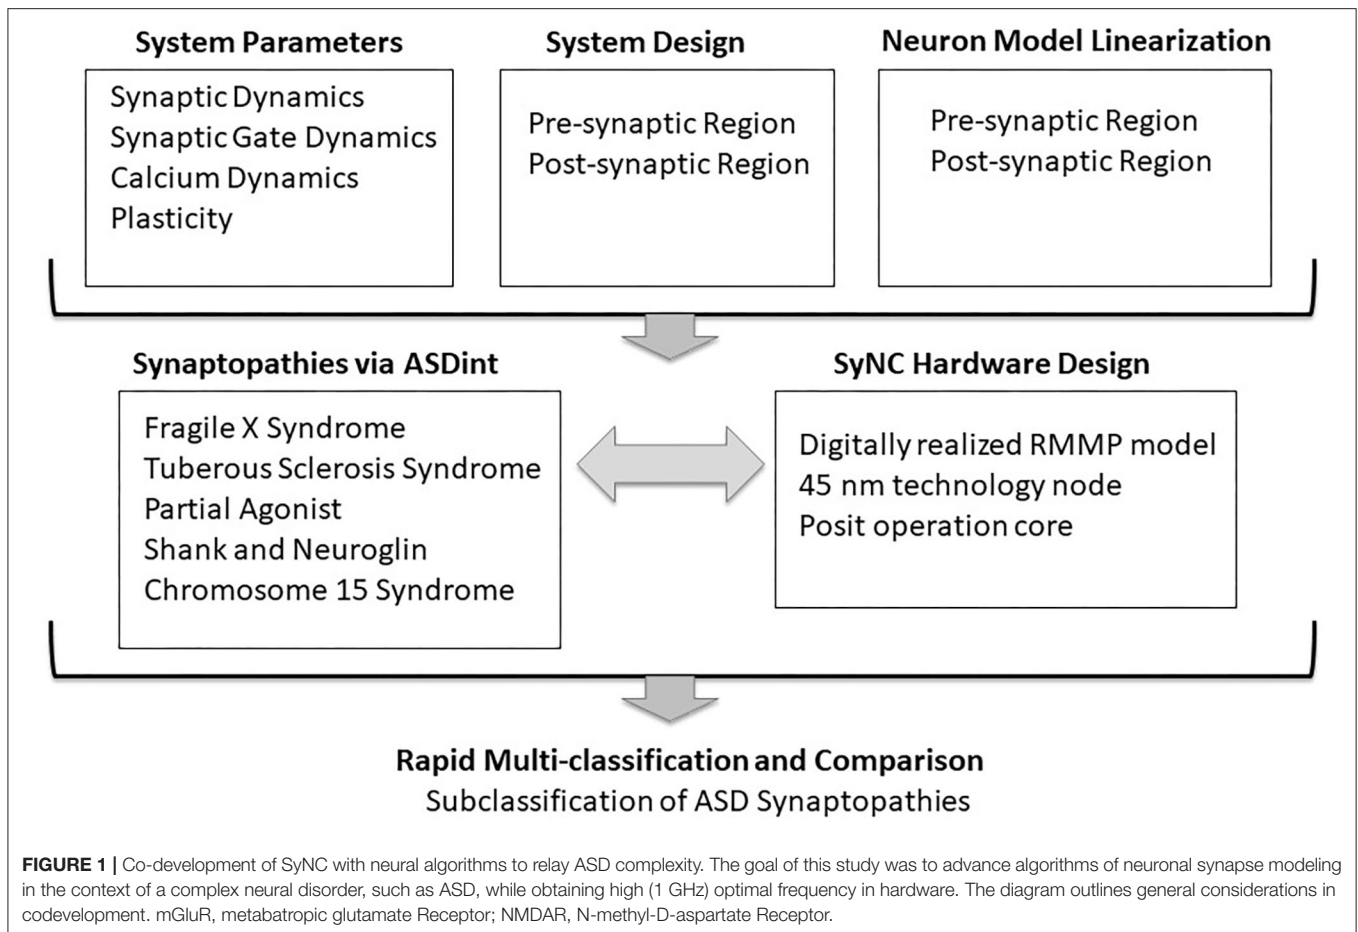 System Parameters
Synaptic Dynamics
Synaptic Gate Dynamics
Calcium Dynamics
Plasticity
System Design
Pre-synaptic Region
Post-synaptic Region
Neuron Model Linearization
Pre-synaptic Region
Post-synaptic Region
Synaptopathies via ASDint
Fragile X Syndrome
Tuberous Sclerosis Syndrome
Partial Agonist
Shank and Neuroglin
Chromosome 15 Syndrome
SyNC Hardware Design
Digitally realized RMMP model
45 nm technology node
Posit operation core
Rapid Multi-classification and Comparison
Subclassification of ASD Synaptopathies
FIGURE 1 | Co-development of SyNC with neural algorithms to relay ASD complexity. The goal of this study was to advance algorithms of neuronal synapse modeling
in the context of a complex neural disorder, such as ASD, while obtaining high (1 GHz) optimal frequency in hardware. The diagram outlines general considerations in
codevelopment. mGluR, metabatropic glutamate Receptor; NMDAR, N-methyl-D-aspartate Receptor.